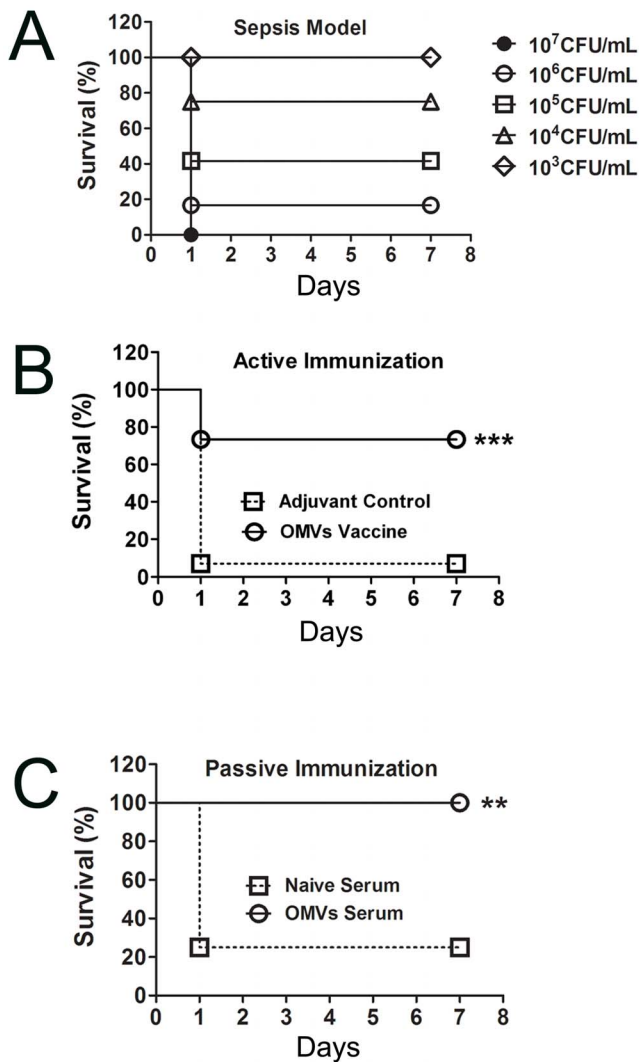 A
Sepsis Model
Survival (%)
120
100
80
60
40
20
0
0 1 2 3 4 5 6 7 8
Days
10⁷CFU/mL
10⁶CFU/mL
10⁵CFU/mL
10⁴CFU/mL
10³CFU/mL
B
Active Immunization
Survival (%)
120
100
80
60
40
20
0
***
Adjuvant Control
OMVs Vaccine
0 1 2 3 4 5 6 7 8
Days
C
Passive Immunization
Survival (%)
120
100
80
60
40
20
0
**
Naive Serum
OMVs Serum
0 1 2 3 4 5 6 7 8
Days